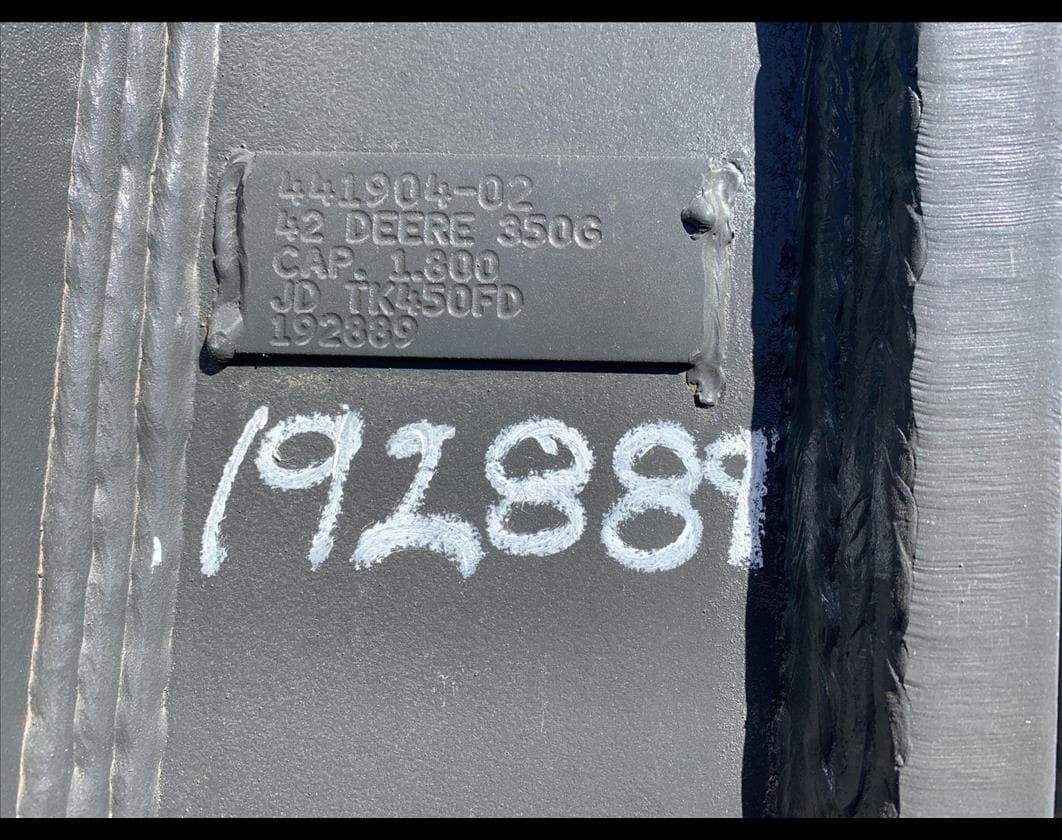 441904-02
42 DEERE 350G
CAP. 1.800
JD TK450FD
192889
192889